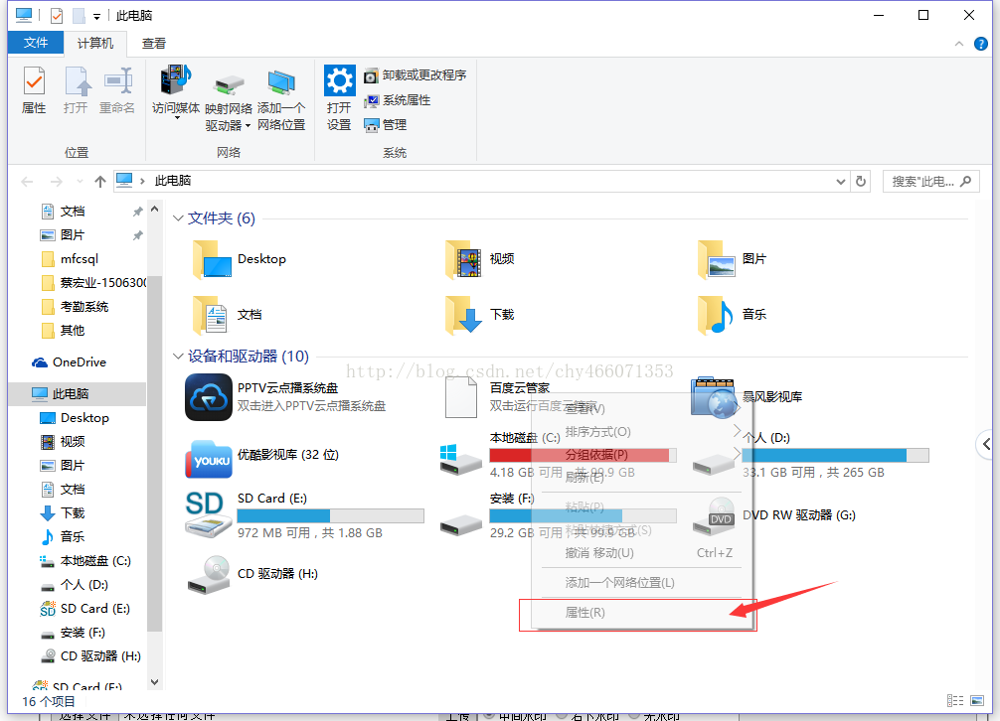 此电脑
文件 计算机 查看
属性 打开 重命名 访问媒体 映射网络驱动器 添加一个网络位置 打开设置 卸载或更改程序 系统属性 管理
位置 网络 系统
此电脑 搜索"此电...
文档
图片
mfcsql
蔡宏业-1506300
考勤系统
其他
OneDrive
此电脑
Desktop
视频
图片
文档
下载
音乐
本地磁盘 (C:)
个人 (D:)
SD Card (E:)
安装 (F:)
CD 驱动器 (H:)
SD Card (E:)
文件夹 (6)
Desktop 视频 图片
文档 下载 音乐
设备和驱动器 (10)
http://blog.csdn.net/chy466071353
PPTV云点播系统盘
双击进入PPTV云点播系统盘
百度云管家
双击运行百度云管家
暴风影视库
YOUKU
优酷影视库 (32 位)
本地磁盘 (C:)
4.18 GB 可用，共 99.9 GB
个人 (D:)
33.1 GB 可用，共 265 GB
SD
SD Card (E:)
972 MB 可用，共 1.88 GB
安装 (F:)
29.2 GB 可用，共 99.9 GB
DVD
DVD RW 驱动器 (G:)
CD 驱动器 (H:)
查看(V)
排序方式(O)
分组依据(P)
刷新(E)
粘贴(P)
粘贴快捷方式(S)
撤消 移动(U) Ctrl+Z
添加一个网络位置(L)
属性(R)
16 个项目
选择文件 未选择任何文件 上传 中间水印 右下水印 无水印